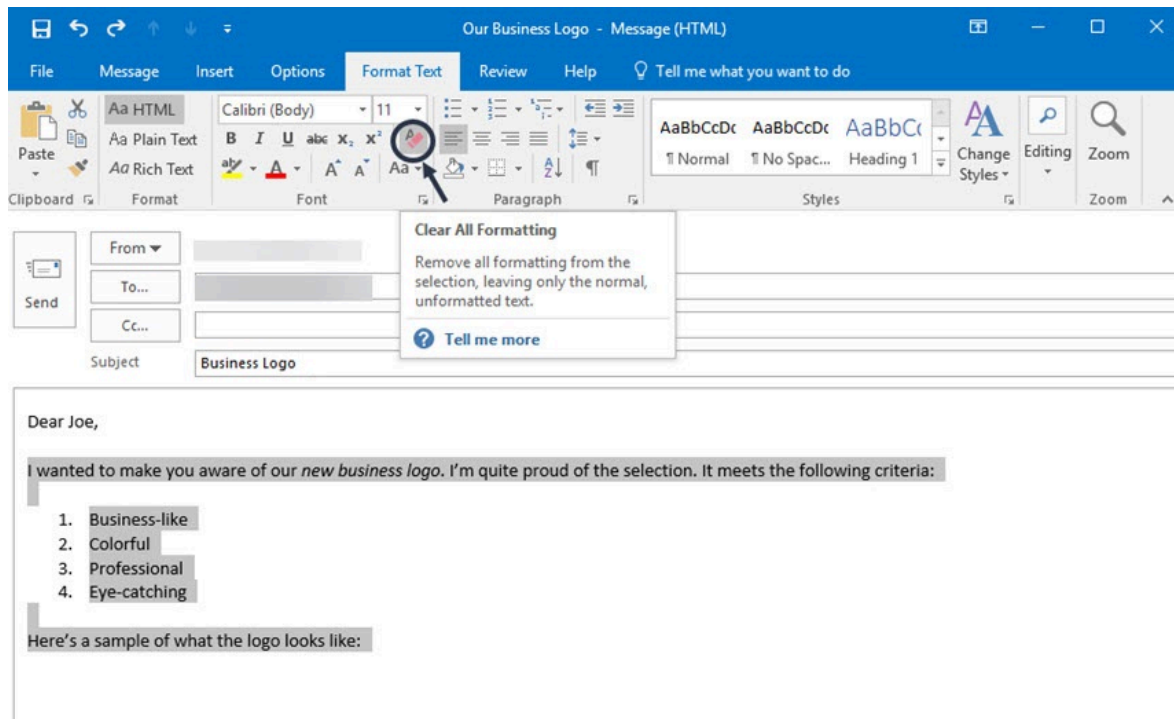 Our Business Logo - Message (HTML)
File Message Insert Options Format Text Review Help Tell me what you want to do
Paste
Clipboard
Aa HTML
Aa Plain Text
Aa Rich Text
Format
Calibri (Body) 11
B I U abc X₂ X²
aby A A A Aa
Font
A
Z
¶
Paragraph
AaBbCcDc AaBbCcDc AaBbCc
¶ Normal ¶ No Spac... Heading 1
Styles
Change
Styles
Editing
Zoom
Zoom
Clear All Formatting
Remove all formatting from the
selection, leaving only the normal,
unformatted text.
? Tell me more
Send
From
To...
Cc...
Subject Business Logo
Dear Joe,
I wanted to make you aware of our new business logo. I’m quite proud of the selection. It meets the following criteria:
1. Business-like
2. Colorful
3. Professional
4. Eye-catching
Here’s a sample of what the logo looks like: